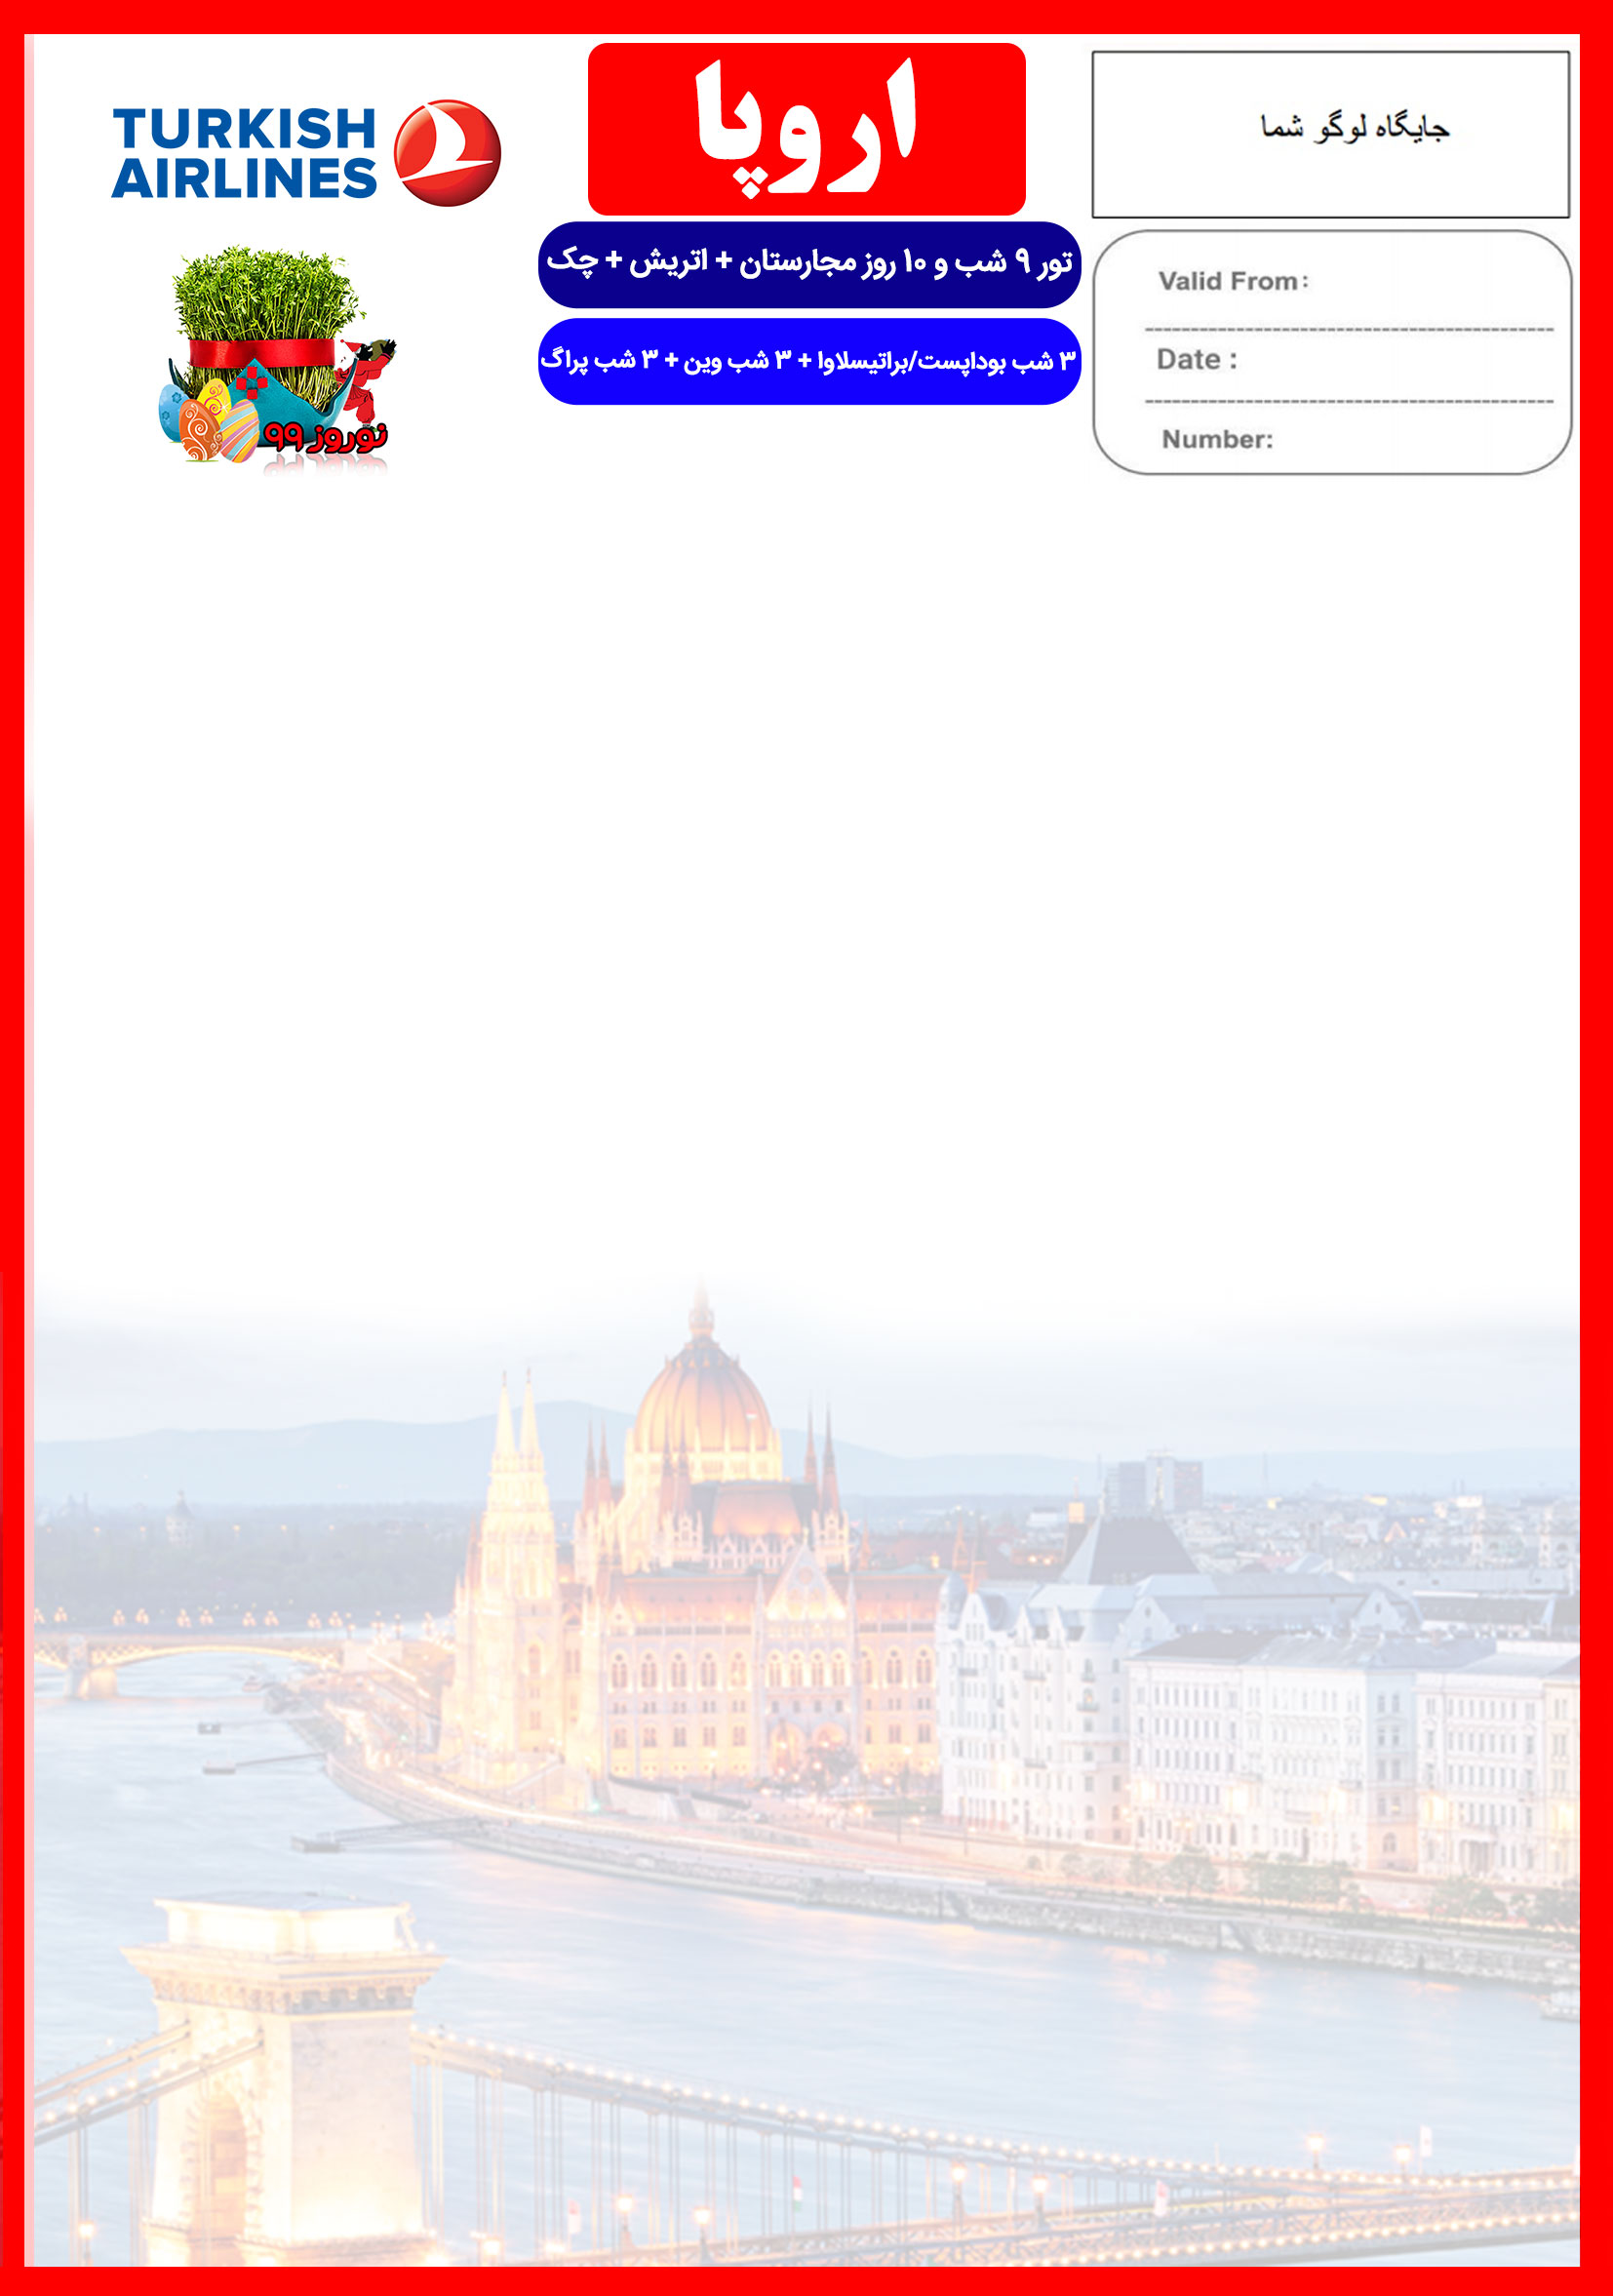 TURKISH
AIRLINES
اروپا
جایگاه لوگو شما
تور ۹ شب و ۱۰ روز مجارستان + اتریش + چک
۳ شب بوداپست/براتیسلاوا + ۳ شب وین + ۳ شب پراگ
Valid From:
Date :
Number:
نوروز ۹۹